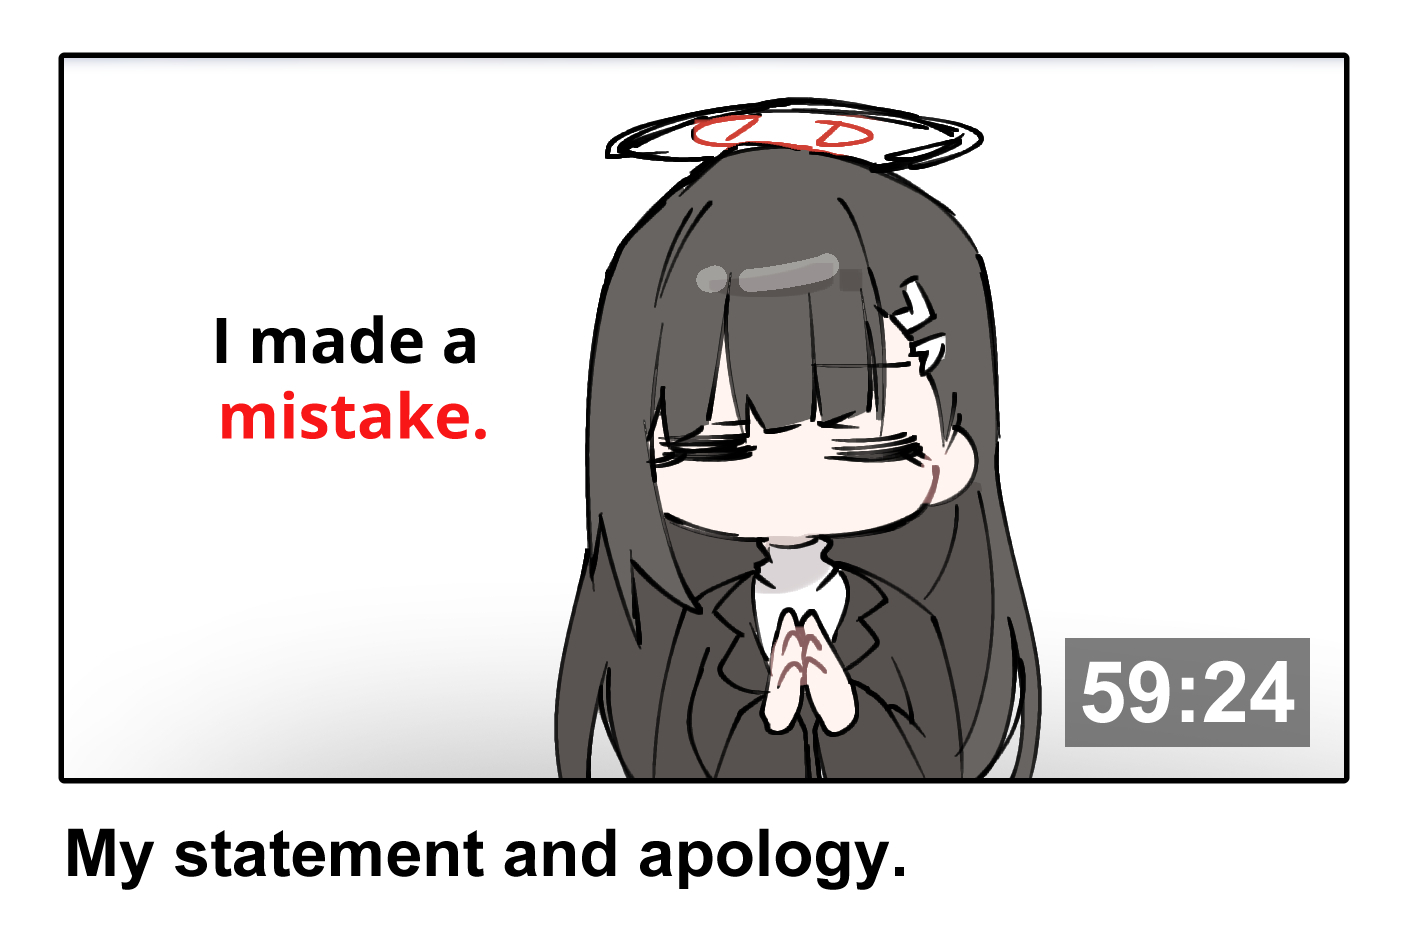 I made a
mistake.
59:24
My statement and apology.